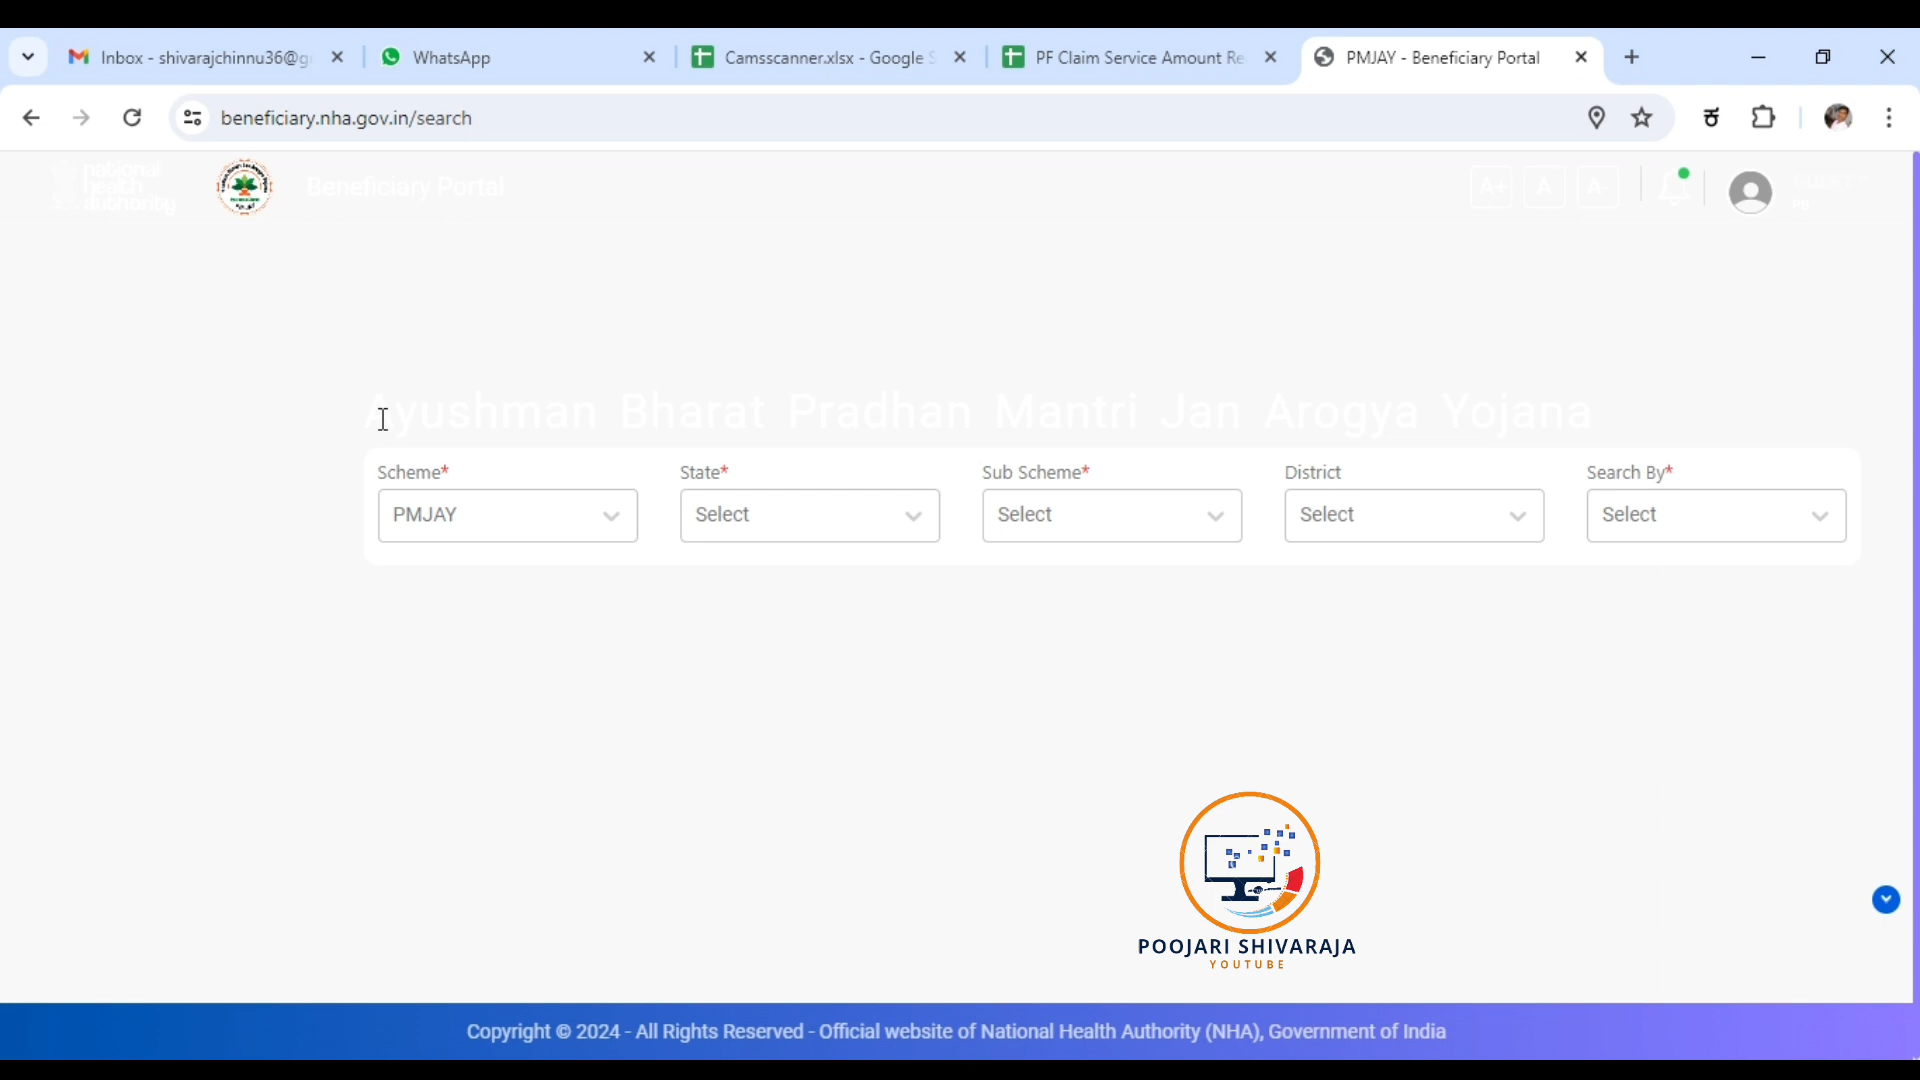 Inbox - shivarajchinnu36@g
WhatsApp
Camsscanner.xlsx - Google S
PF Claim Service Amount Re
PMJAY - Beneficiary Portal
beneficiary.nha.gov.in/search
ಕ
national
health
authority
Beneficiary Portal
A+ A A-
Ayushman Bharat Pradhan Mantri Jan Arogya Yojana
Scheme* State* Sub Scheme* District Search By*
PMJAY Select Select Select Select
POOJARI SHIVARAJA
YOUTUBE
Copyright © 2024 - All Rights Reserved - Official website of National Health Authority (NHA), Government of India